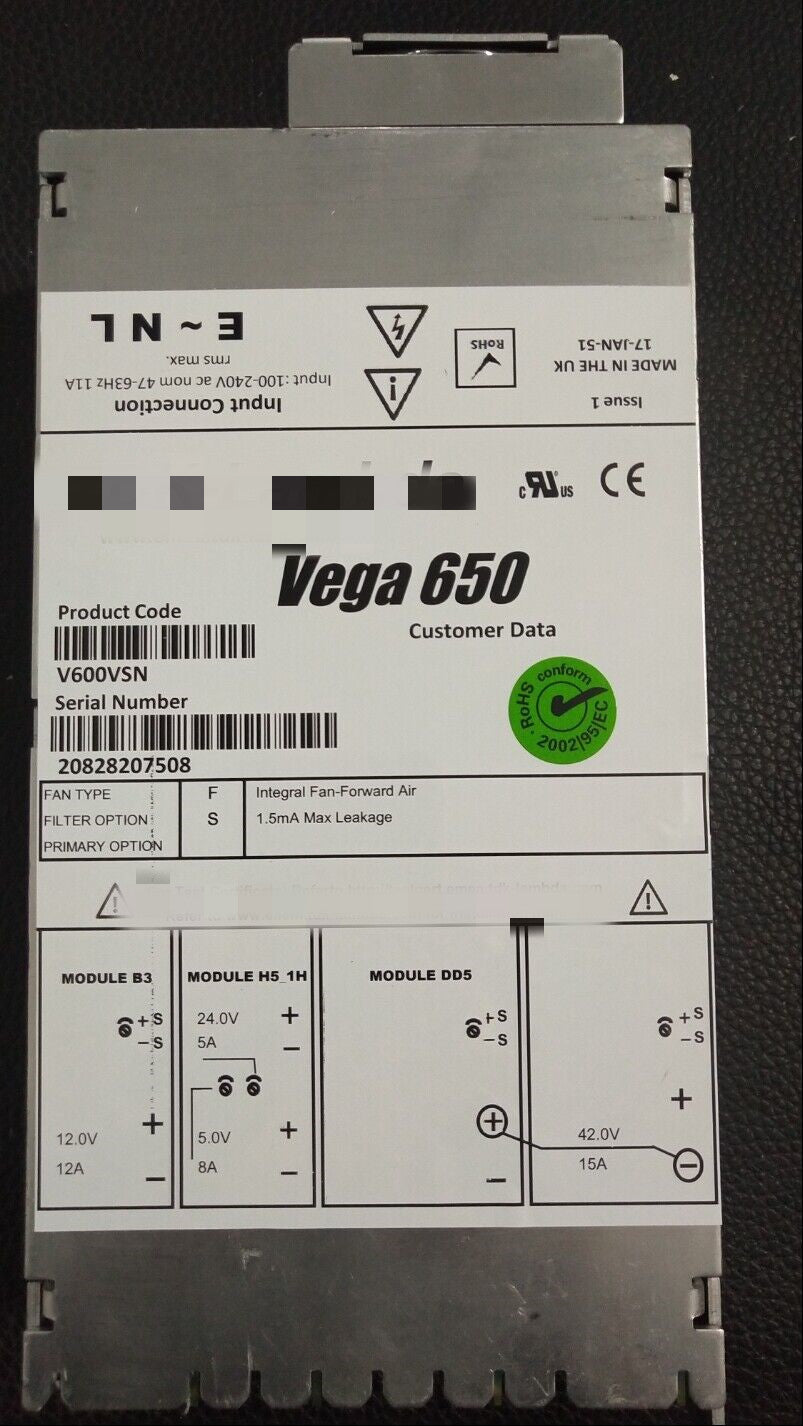 E ~ NL
Input Connection
Input :100-240V ac nom 47-63Hz 11A
rms max.
RoHS
MADE IN THE UK
17-JAN-51
Issue 1
c RU US CE
Vega 650
Customer Data
Product Code
V600VSN
Serial Number
20828207508
RoHS conform 2002/95/EC
FAN TYPE F Integral Fan-Forward Air
FILTER OPTION S 1.5mA Max Leakage
PRIMARY OPTION
MODULE B3
+S
-S
+
12.0V
12A
-
MODULE H5_1H
24.0V +
5A -
5.0V +
8A -
MODULE DD5
+S
-S
+
-
+S
-S
+
42.0V
15A
-